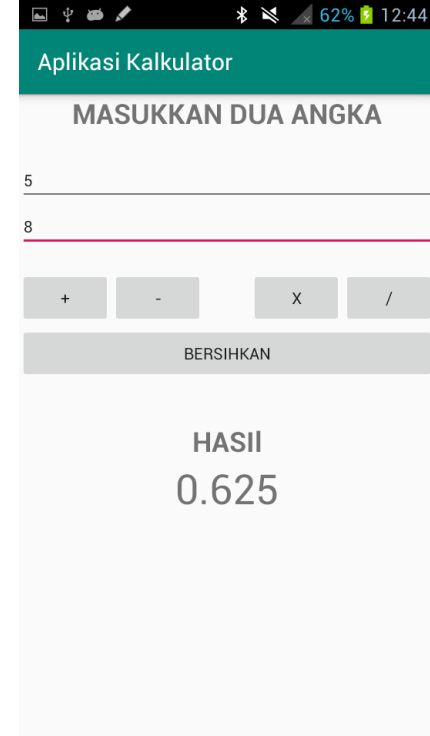 62% 12:44
Aplikasi Kalkulator
MASUKKAN DUA ANGKA
5
8
+ - X /
BERSIHKAN
HASIl
0.625